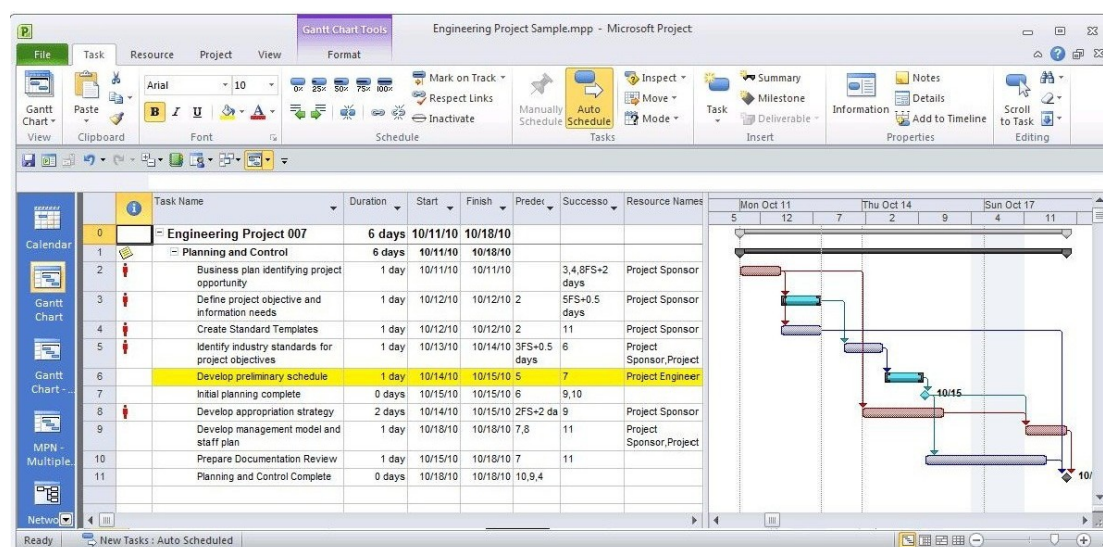 Gantt Chart Tools
Engineering Project Sample.mpp - Microsoft Project
File Task Resource Project View Format
Gantt Chart
View
Paste
Clipboard
Arial 10
B I U A
Font
0% 25% 50% 75% 100%
Mark on Track
Respect Links
Inactivate
Schedule
Manually Schedule
Auto Schedule
Inspect
Move
Mode
Tasks
Task
Summary
Milestone
Deliverable
Insert
Information
Notes
Details
Add to Timeline
Properties
Scroll to Task
Editing
Calendar
Gantt Chart
Gantt Chart -...
MPN - Multiple...
Netwo
Task Name Duration Start Finish Predec Successo Resource Names
0 Engineering Project 007 6 days 10/11/10 10/18/10
1 Planning and Control 6 days 10/11/10 10/18/10
2 Business plan identifying project opportunity 1 day 10/11/10 10/11/10 3,4,8FS+2 days Project Sponsor
3 Define project objective and information needs 1 day 10/12/10 10/12/10 2 5FS+0.5 days Project Sponsor
4 Create Standard Templates 1 day 10/12/10 10/12/10 2 11 Project Sponsor
5 Identify industry standards for project objectives 1 day 10/13/10 10/14/10 3FS+0.5 days 6 Project Sponsor,Project
6 Develop preliminary schedule 1 day 10/14/10 10/15/10 5 7 Project Engineer
7 Initial planning complete 0 days 10/15/10 10/15/10 6 9,10
8 Develop appropriation strategy 2 days 10/14/10 10/15/10 2FS+2 da 9 Project Sponsor
9 Develop management model and staff plan 1 day 10/18/10 10/18/10 7,8 11 Project Sponsor,Project
10 Prepare Documentation Review 1 day 10/15/10 10/18/10 7 11
11 Planning and Control Complete 0 days 10/18/10 10/18/10 10,9,4
Mon Oct 11 Thu Oct 14 Sun Oct 17
5 12 7 2 9 4 11
10/15
10/
Ready New Tasks : Auto Scheduled